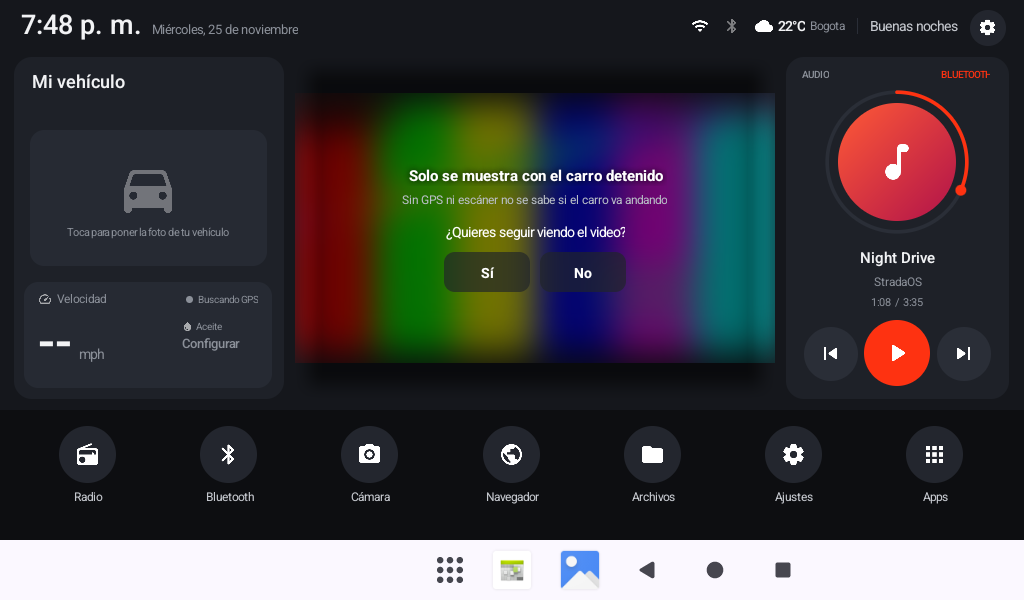 7:48 p. m.
Miércoles, 25 de noviembre
22°C Bogota
Buenas noches
Mi vehículo
Toca para poner la foto de tu vehículo
Velocidad
Buscando GPS
-- mph
Aceite
Configurar
Solo se muestra con el carro detenido
Sin GPS ni escáner no se sabe si el carro va andando
¿Quieres seguir viendo el video?
Sí
No
AUDIO
BLUETOOTH
Night Drive
StradaOS
1:08 / 3:35
Radio
Bluetooth
Cámara
Navegador
Archivos
Ajustes
Apps